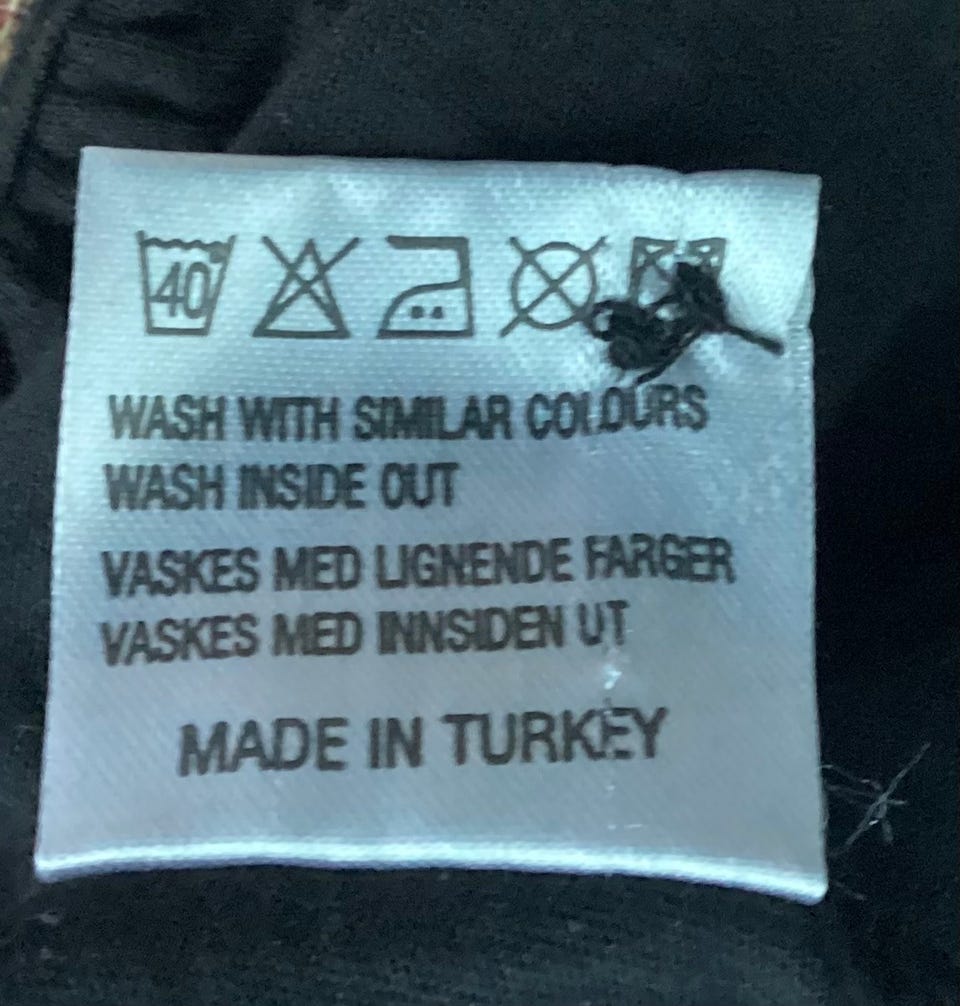 40
WASH WITH SIMILAR COLOURS
WASH INSIDE OUT
VASKES MED LIGNENDE FARGER
VASKES MED INNSIDEN UT
MADE IN TURKEY